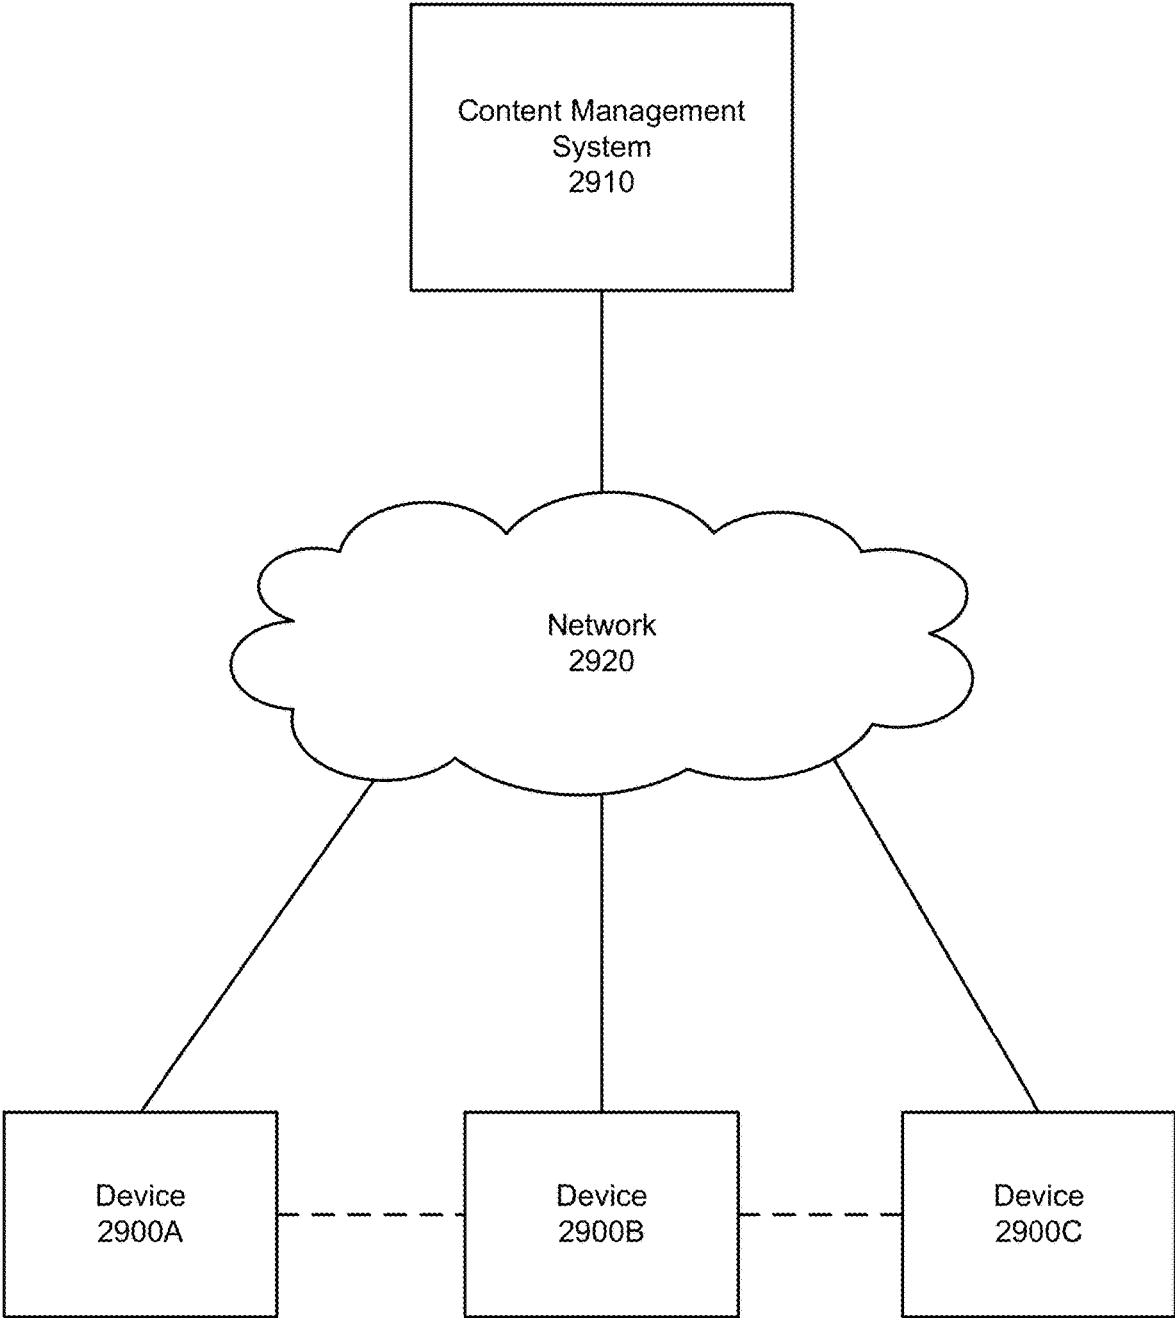 Content Management
System
2910
Network
2920
Device
2900A
Device
2900B
Device
2900C